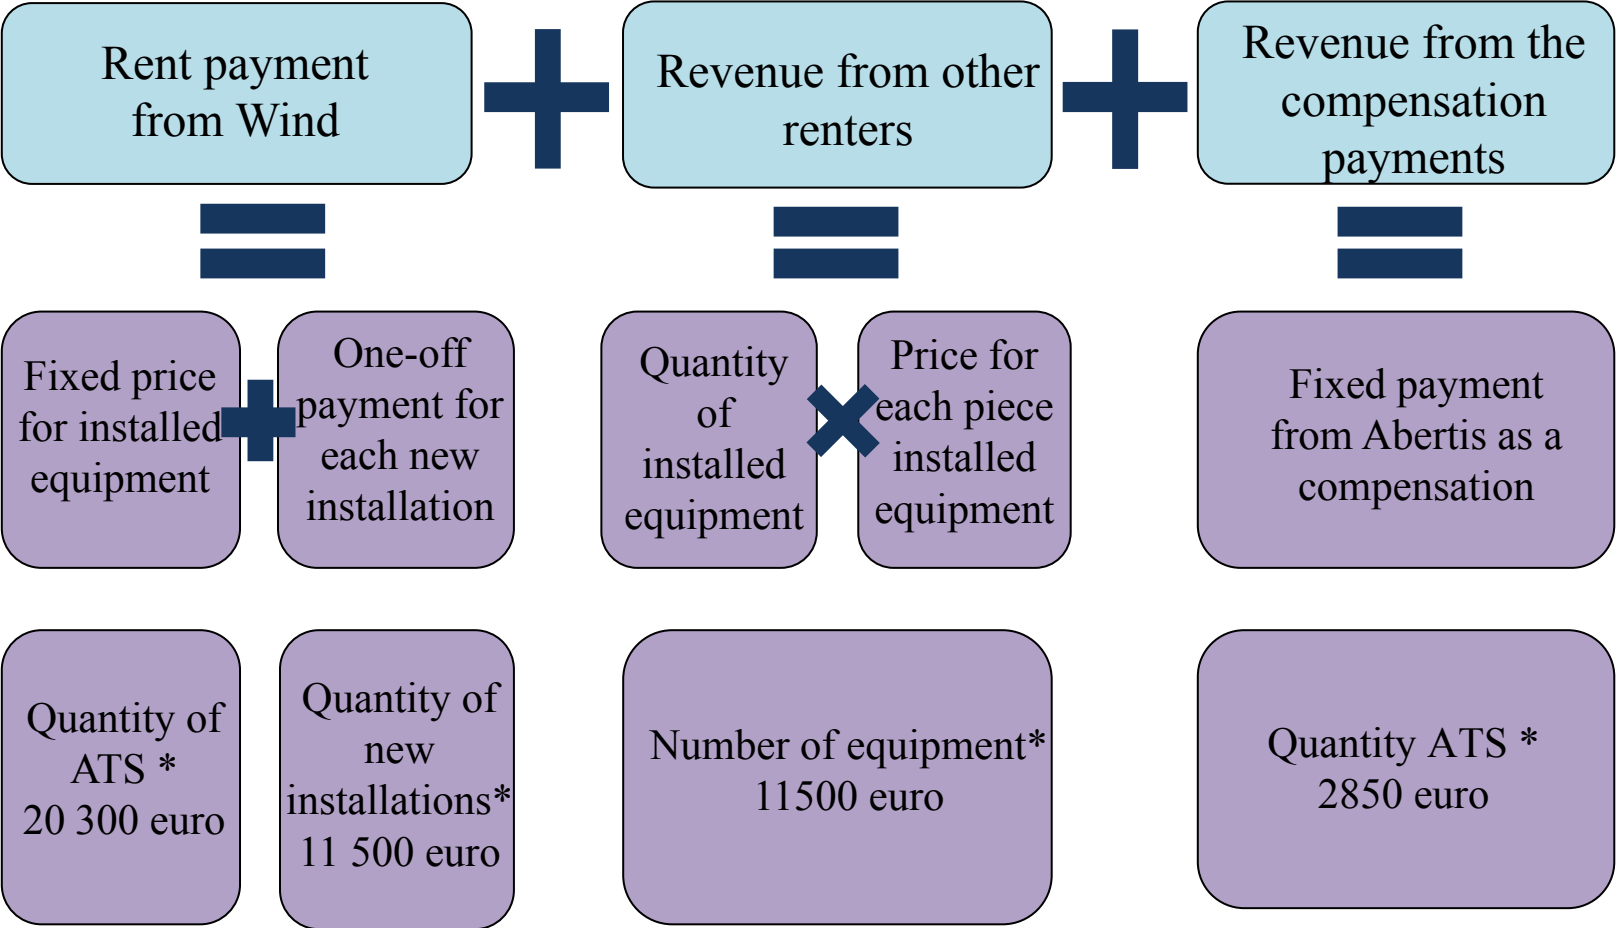 Rent payment
from Wind
Revenue from other
renters
Revenue from the
compensation
payments
Fixed price
for installed
equipment
One-off
payment for
each new
installation
Quantity
of
installed
equipment
Price for
each piece
installed
equipment
Fixed payment
from Abertis as a
compensation
Quantity of
ATS *
20 300 euro
Quantity of
new
installations*
11 500 euro
Number of equipment*
11500 euro
Quantity ATS *
2850 euro